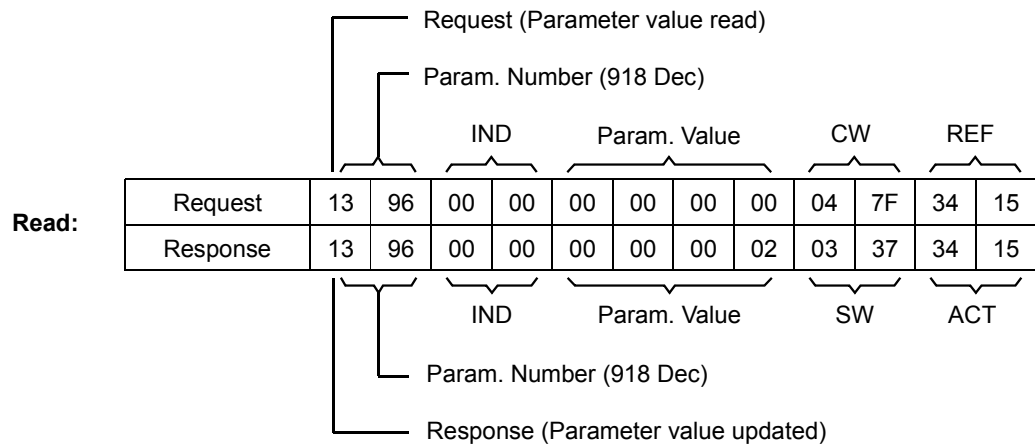 Request (Parameter value read)
Param. Number (918 Dec)
IND Param. Value CW REF
Read:
Request 13 96 00 00 00 00 00 00 04 7F 34 15
Response 13 96 00 00 00 00 00 02 03 37 34 15
IND Param. Value SW ACT
Param. Number (918 Dec)
Response (Parameter value updated)